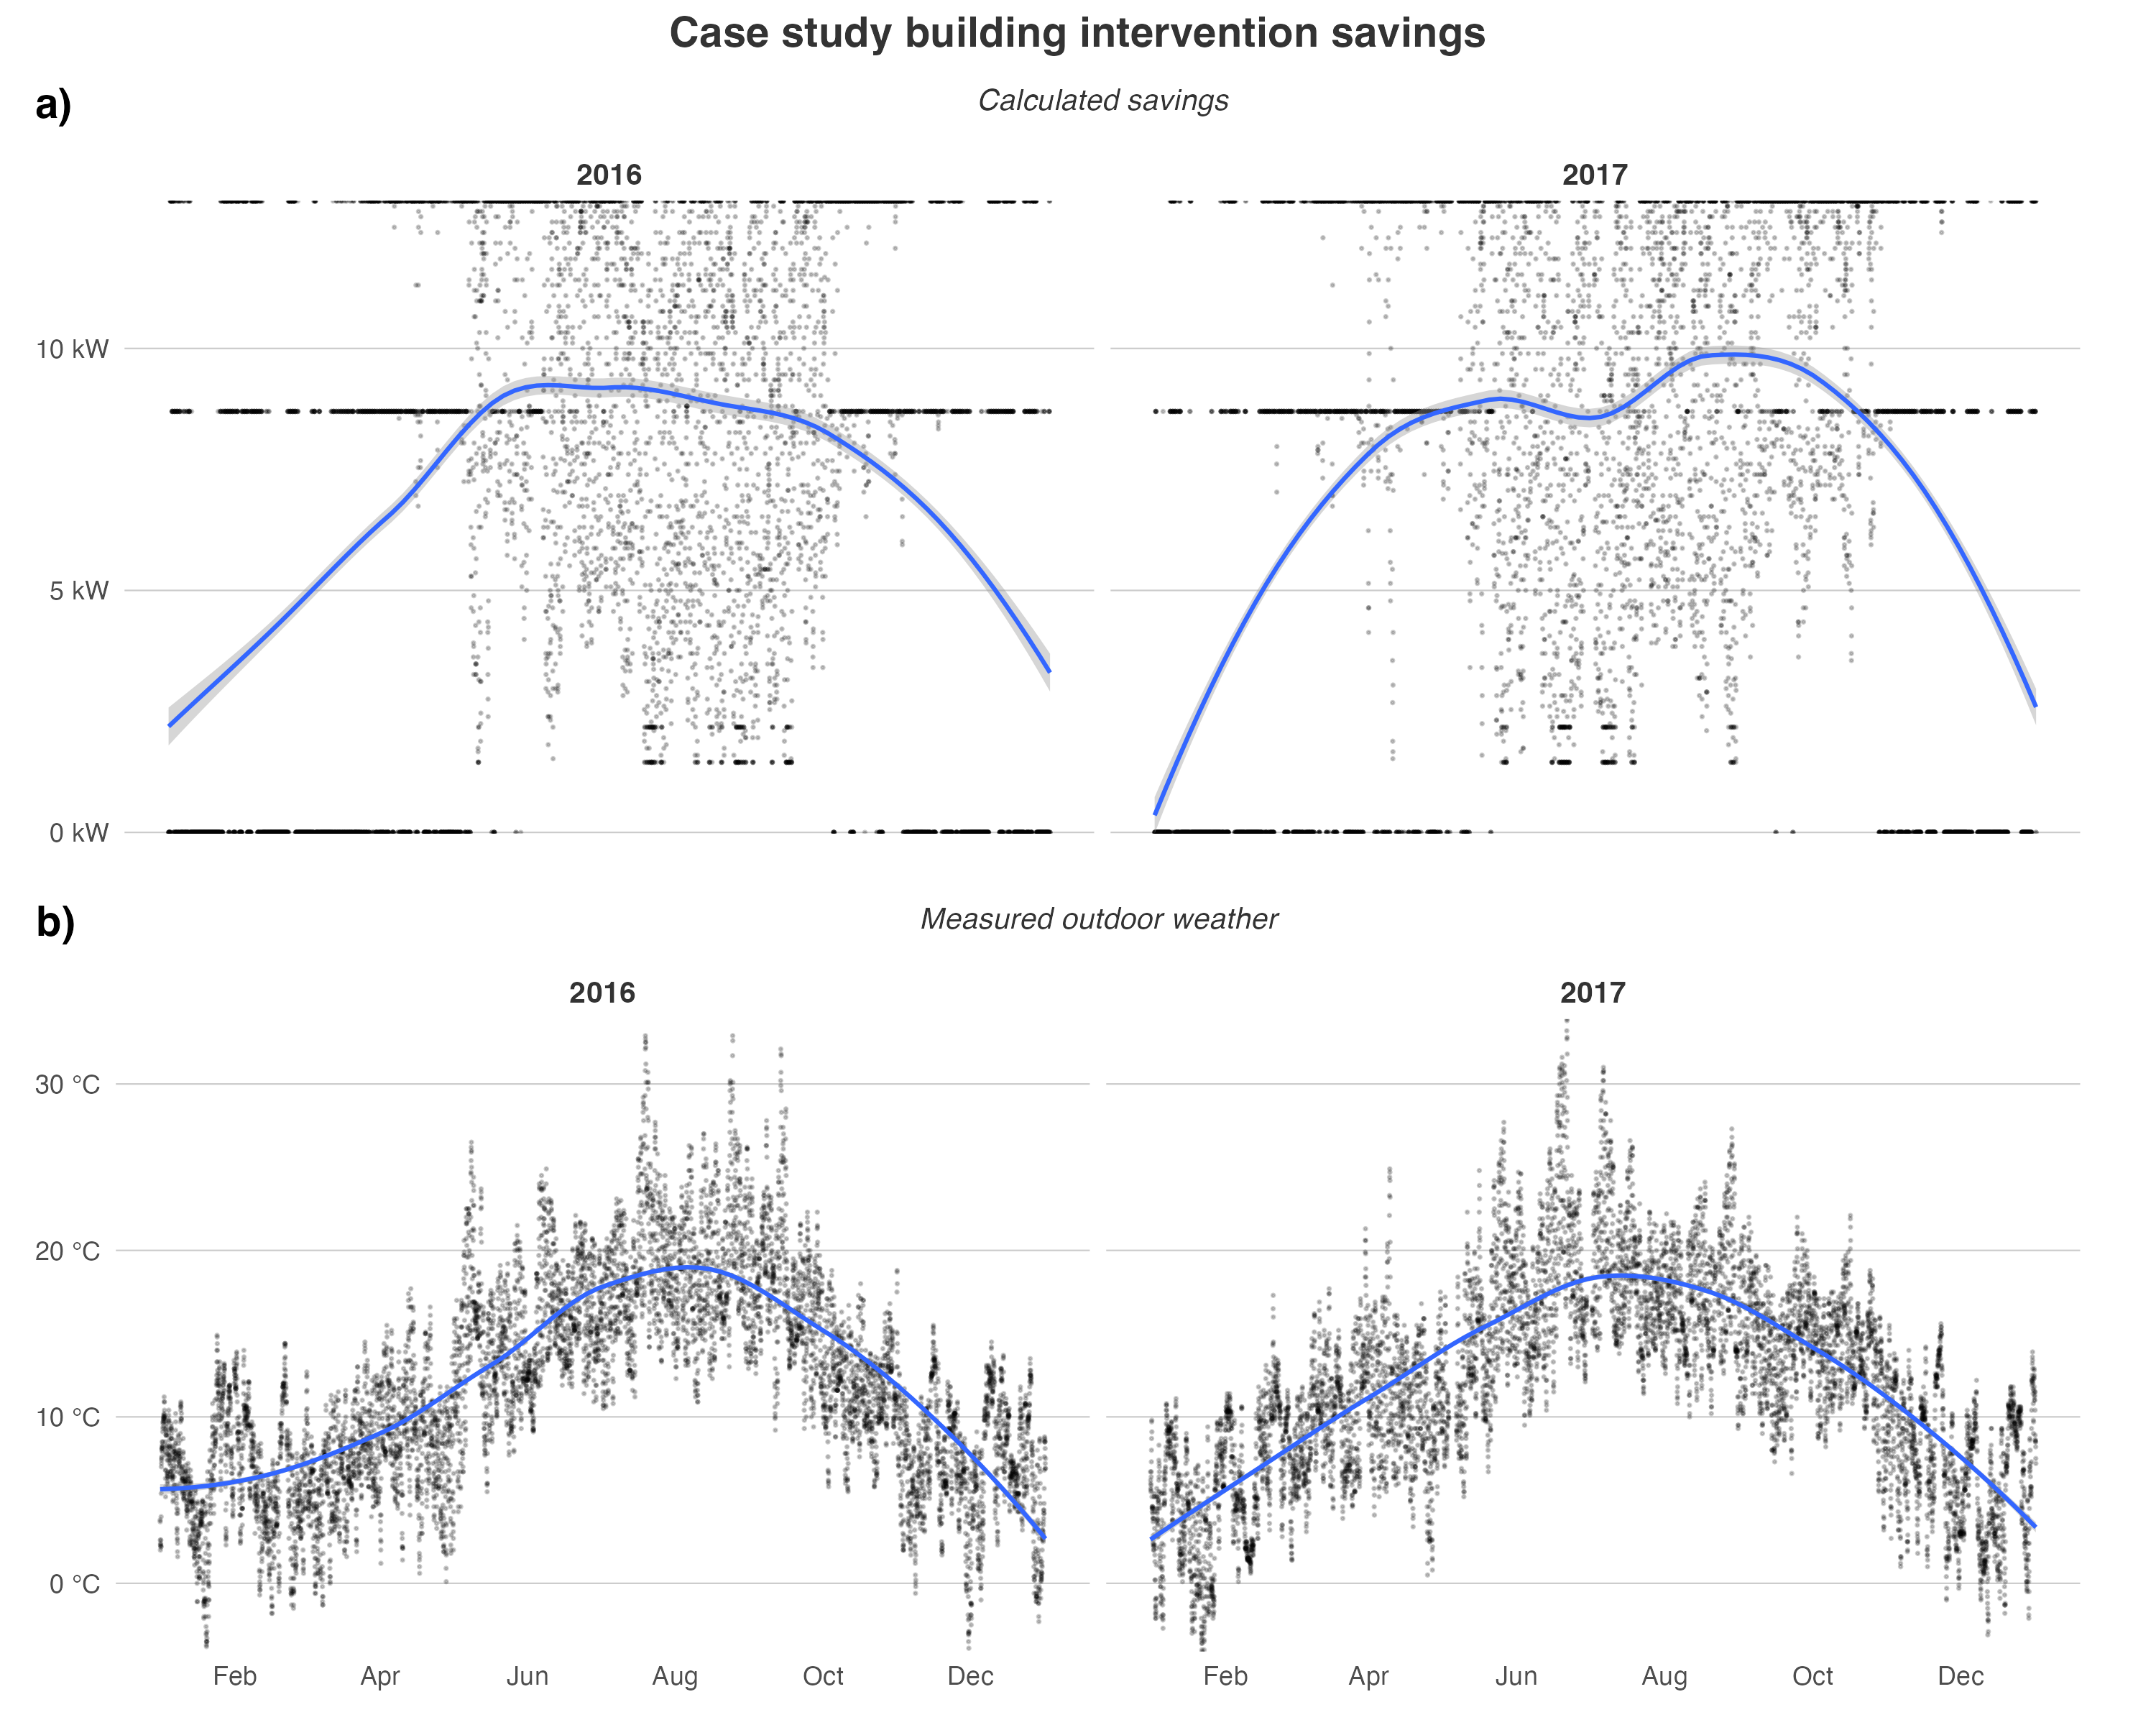 Case study building intervention savings
a)
Calculated savings
2016 2017
10 kW
5 kW
0 kW
b)
Measured outdoor weather
2016 2017
30 °C
20 °C
10 °C
0 °C
Feb Apr Jun Aug Oct Dec Feb Apr Jun Aug Oct Dec